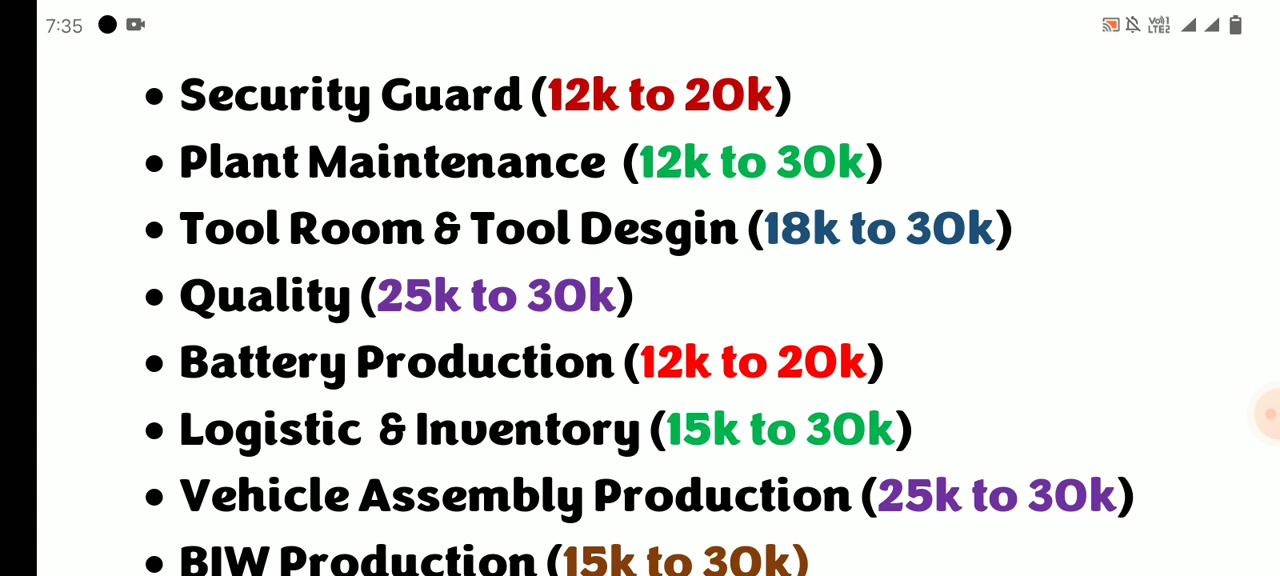 7:35 Vo)) LTE2
• Security Guard (12k to 20k)
• Plant Maintenance (12k to 30k)
• Tool Room & Tool Desgin (18k to 30k)
• Quality (25k to 30k)
• Battery Production (12k to 20k)
• Logistic & Inventory (15k to 30k)
• Vehicle Assembly Production (25k to 30k)
• BIW Production (15k to 30k)